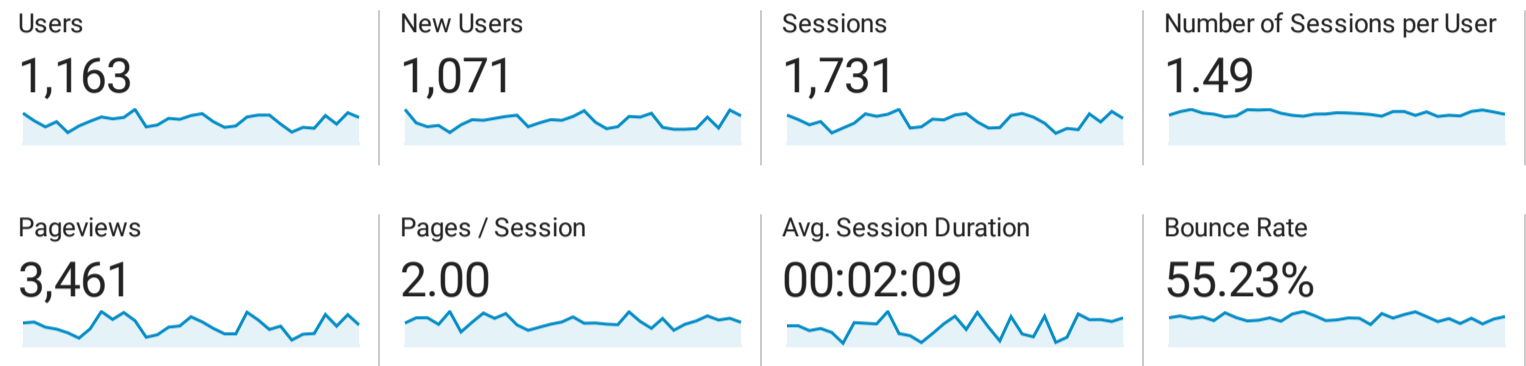 Users
1,163
New Users
1,071
Sessions
1,731
Number of Sessions per User
1.49
Pageviews
3,461
Pages / Session
2.00
Avg. Session Duration
00:02:09
Bounce Rate
55.23%